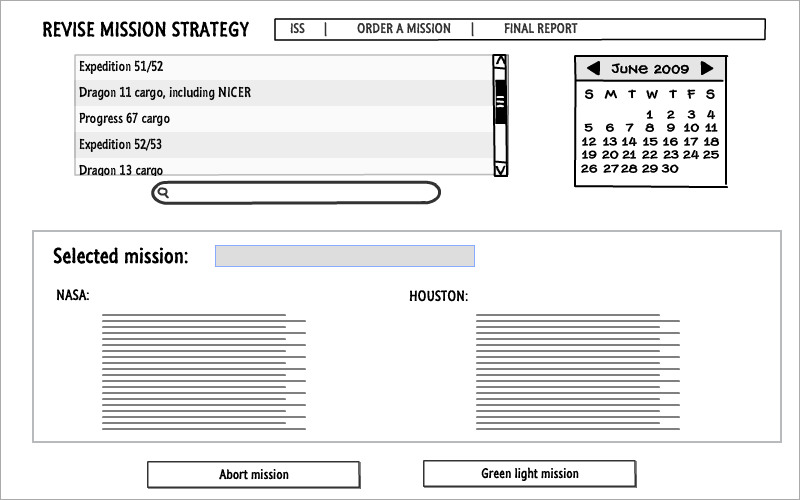 REVISE MISSION STRATEGY
ISS | ORDER A MISSION | FINAL REPORT
Expedition 51/52
Dragon 11 cargo, including NICER
Progress 67 cargo
Expedition 52/53
Dragon 13 cargo
JUNE 2009
S M T W T F S
1 2 3 4
5 6 7 8 9 10 11
12 13 14 15 16 17 18
19 20 21 22 23 24 25
26 27 28 29 30
Selected mission:
NASA:
HOUSTON:
Abort mission
Green light mission